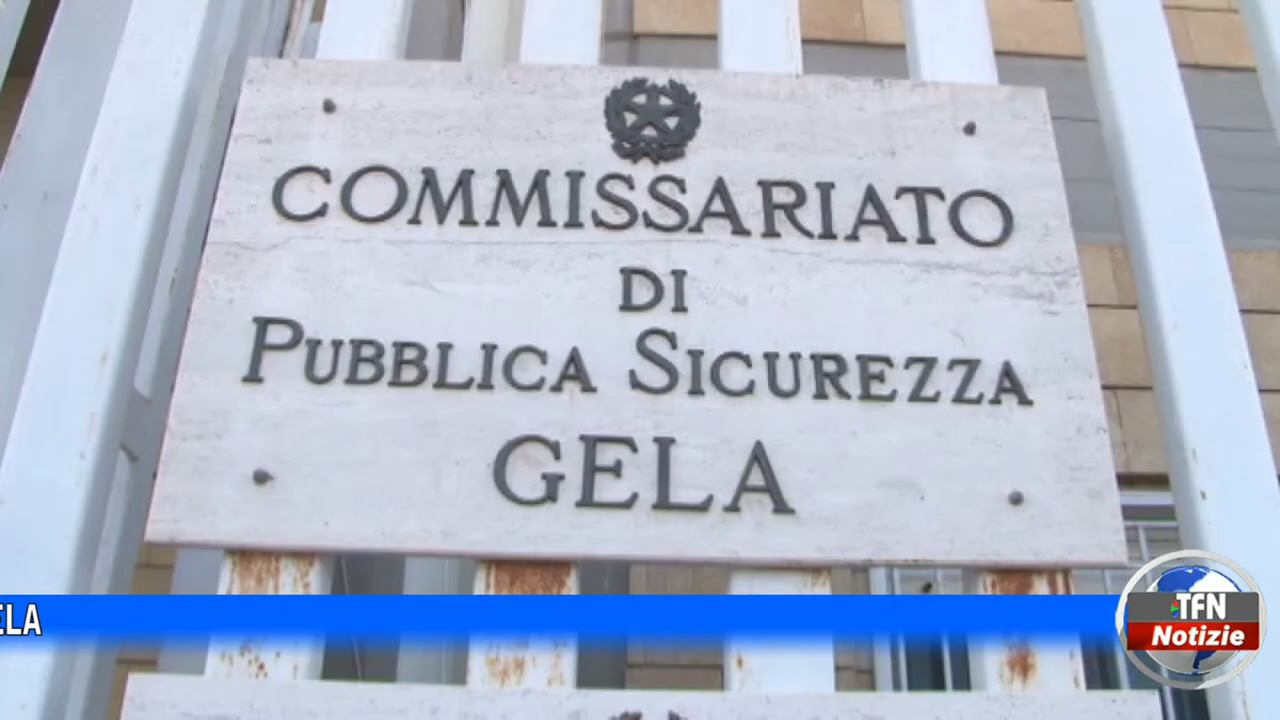 COMMISSARIATO
DI
PUBBLICA SICUREZZA
GELA
ELA
TFN
Notizie